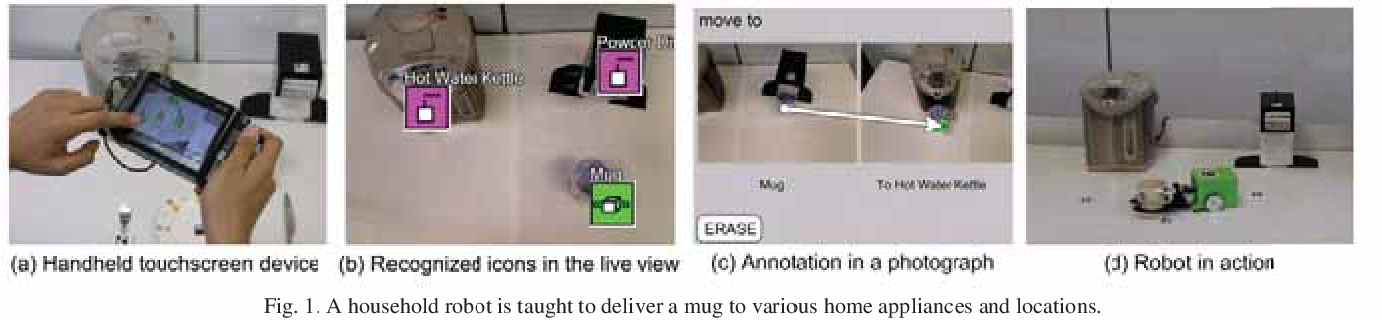 Hot Water Kettle
Powder Di
Mug
move to
Mug
To Hot Water Kettle
ERASE
(a) Handheld touchscreen device
(b) Recognized icons in the live view
(c) Annotation in a photograph
(d) Robot in action
Fig. 1. A household robot is taught to deliver a mug to various home appliances and locations.